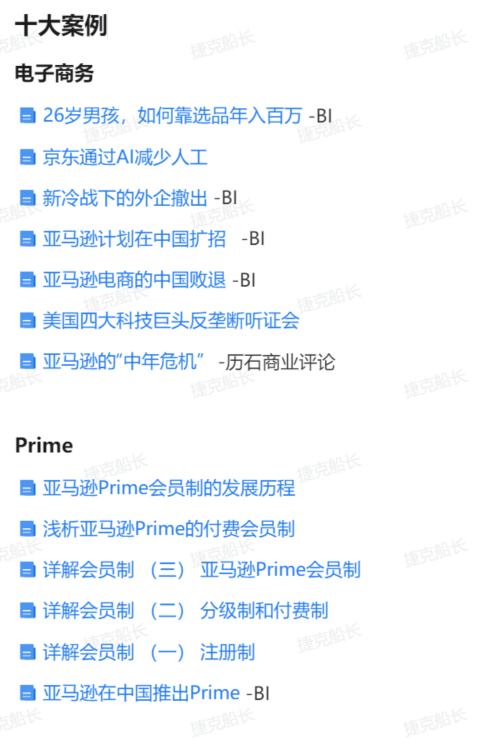 十大案例
电子商务
26岁男孩，如何靠选品年入百万 -BI
京东通过AI减少人工
新冷战下的外企撤出 -BI
亚马逊计划在中国扩招 -BI
亚马逊电商的中国败退 -BI
美国四大科技巨头反垄断听证会
亚马逊的“中年危机” -历石商业评论
Prime
亚马逊Prime会员制的发展历程
浅析亚马逊Prime的付费会员制
详解会员制 （三） 亚马逊Prime会员制
详解会员制 （二） 分级制和付费制
详解会员制 （一） 注册制
亚马逊在中国推出Prime -BI
捷克船长